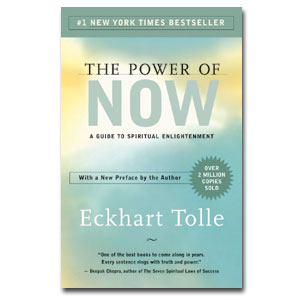 #1 NEW YORK TIMES BESTSELLER
THE POWER OF
NOW
A GUIDE TO SPIRITUAL ENLIGHTENMENT
With a New Preface by the Author
OVER
2 MILLION
COPIES
SOLD
Eckhart Tolle
"One of the best books to come along in years.
Every sentence rings with truth and power."
— Deepak Chopra, author of The Seven Spiritual Laws of Success